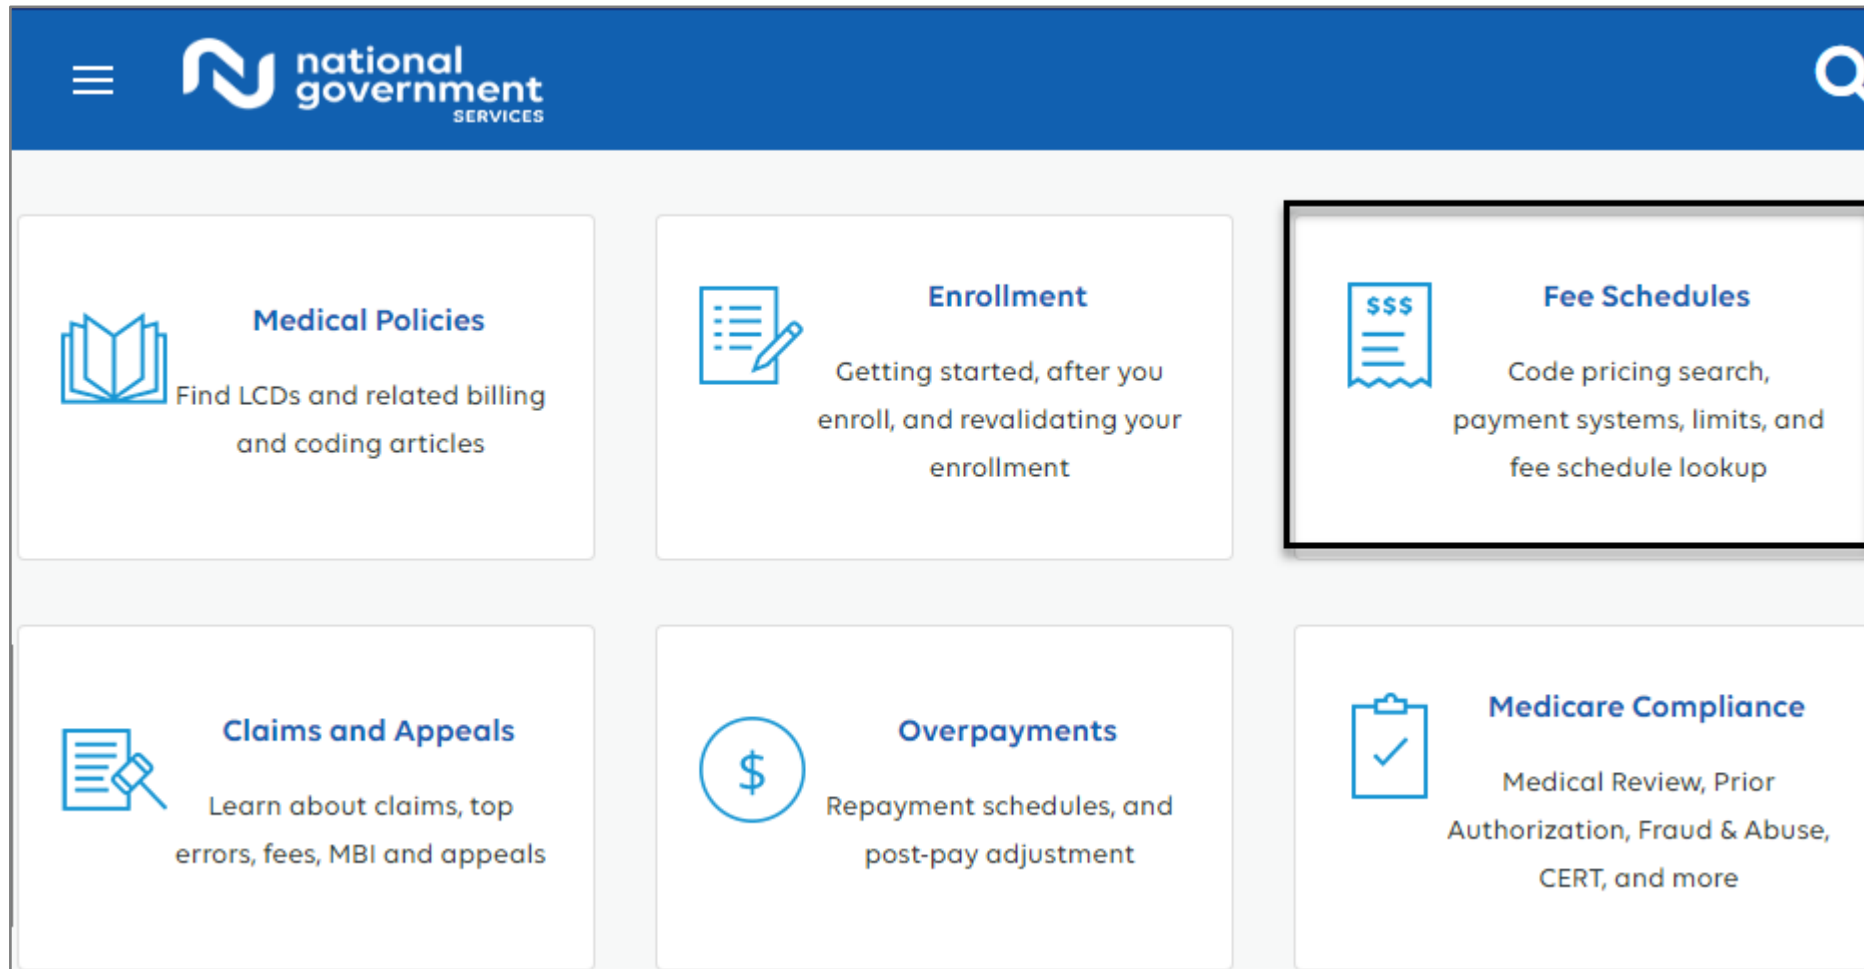 national
government
SERVICES
Medical Policies
Find LCDs and related billing
and coding articles
Enrollment
Getting started, after you
enroll, and revalidating your
enrollment
$$$
Fee Schedules
Code pricing search,
payment systems, limits, and
fee schedule lookup
Claims and Appeals
Learn about claims, top
errors, fees, MBI and appeals
$
Overpayments
Repayment schedules, and
post-pay adjustment
Medicare Compliance
Medical Review, Prior
Authorization, Fraud & Abuse,
CERT, and more